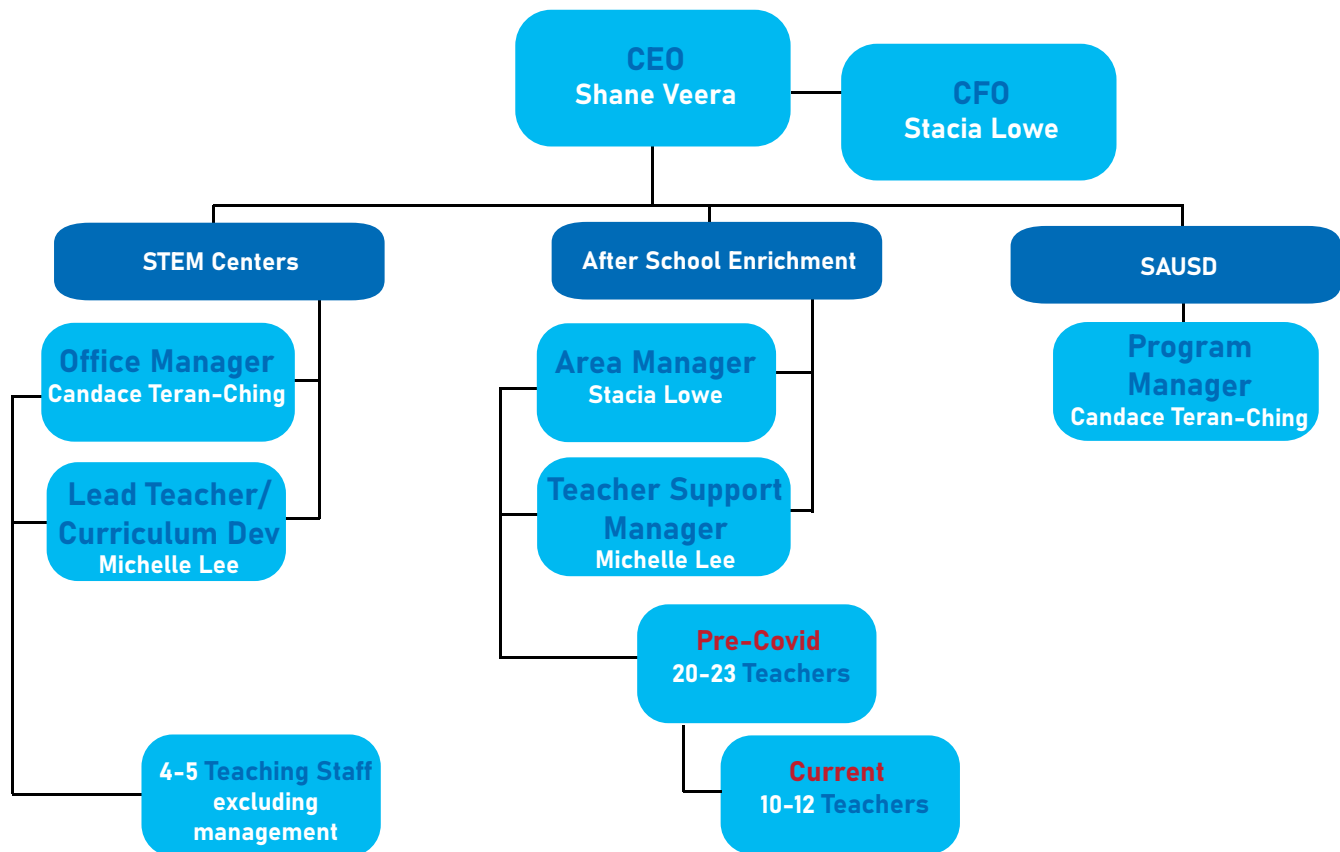 CEO
Shane Veera
CFO
Stacia Lowe
STEM Centers
After School Enrichment
SAUSD
Office Manager
Candace Teran-Ching
Lead Teacher/
Curriculum Dev
Michelle Lee
4-5 Teaching Staff
excluding
management
Area Manager
Stacia Lowe
Teacher Support
Manager
Michelle Lee
Pre-Covid
20-23 Teachers
Current
10-12 Teachers
Program
Manager
Candace Teran-Ching